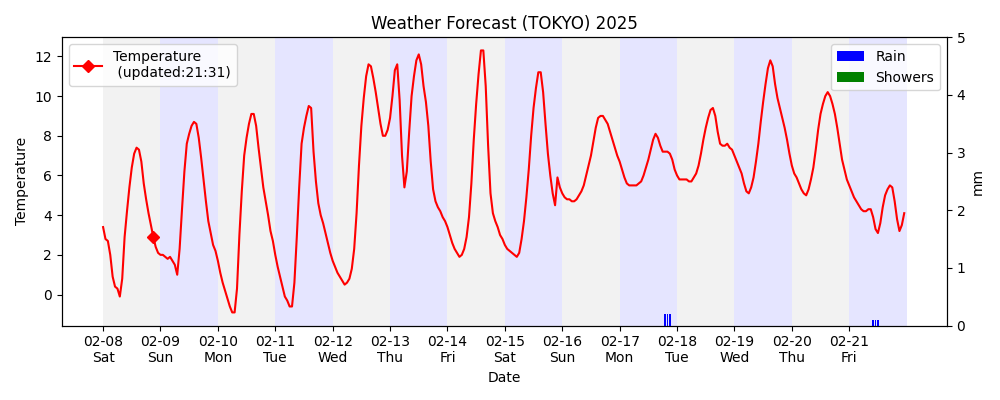 Weather Forecast (TOKYO) 2025
Temperature
(updated:21:31)
Rain
Showers
12
10
8
6
4
2
0
Temperature
5
4
3
2
1
0
mm
02-08 02-09 02-10 02-11 02-12 02-13 02-14 02-15 02-16 02-17 02-18 02-19 02-20 02-21
Sat Sun Mon Tue Wed Thu Fri Sat Sun Mon Tue Wed Thu Fri
Date